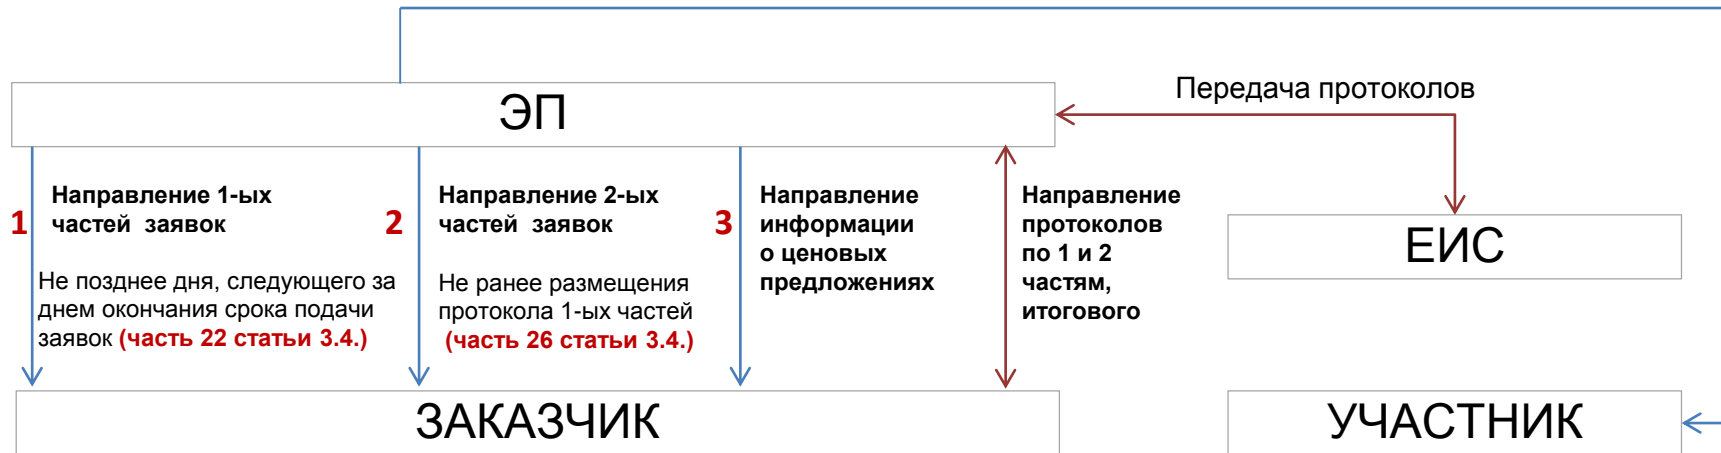 Передача протоколов
ЭП
1
Направление 1-ых
частей заявок
Не позднее дня, следующего за
днем окончания срока подачи
заявок (часть 22 статьи 3.4.)
2
Направление 2-ых
частей заявок
Не ранее размещения
протокола 1-ых частей
(часть 26 статьи 3.4.)
3
Направление
информации
о ценовых
предложениях
Направление
протоколов
по 1 и 2
частям,
итогового
ЕИС
ЗАКАЗЧИК
УЧАСТНИК